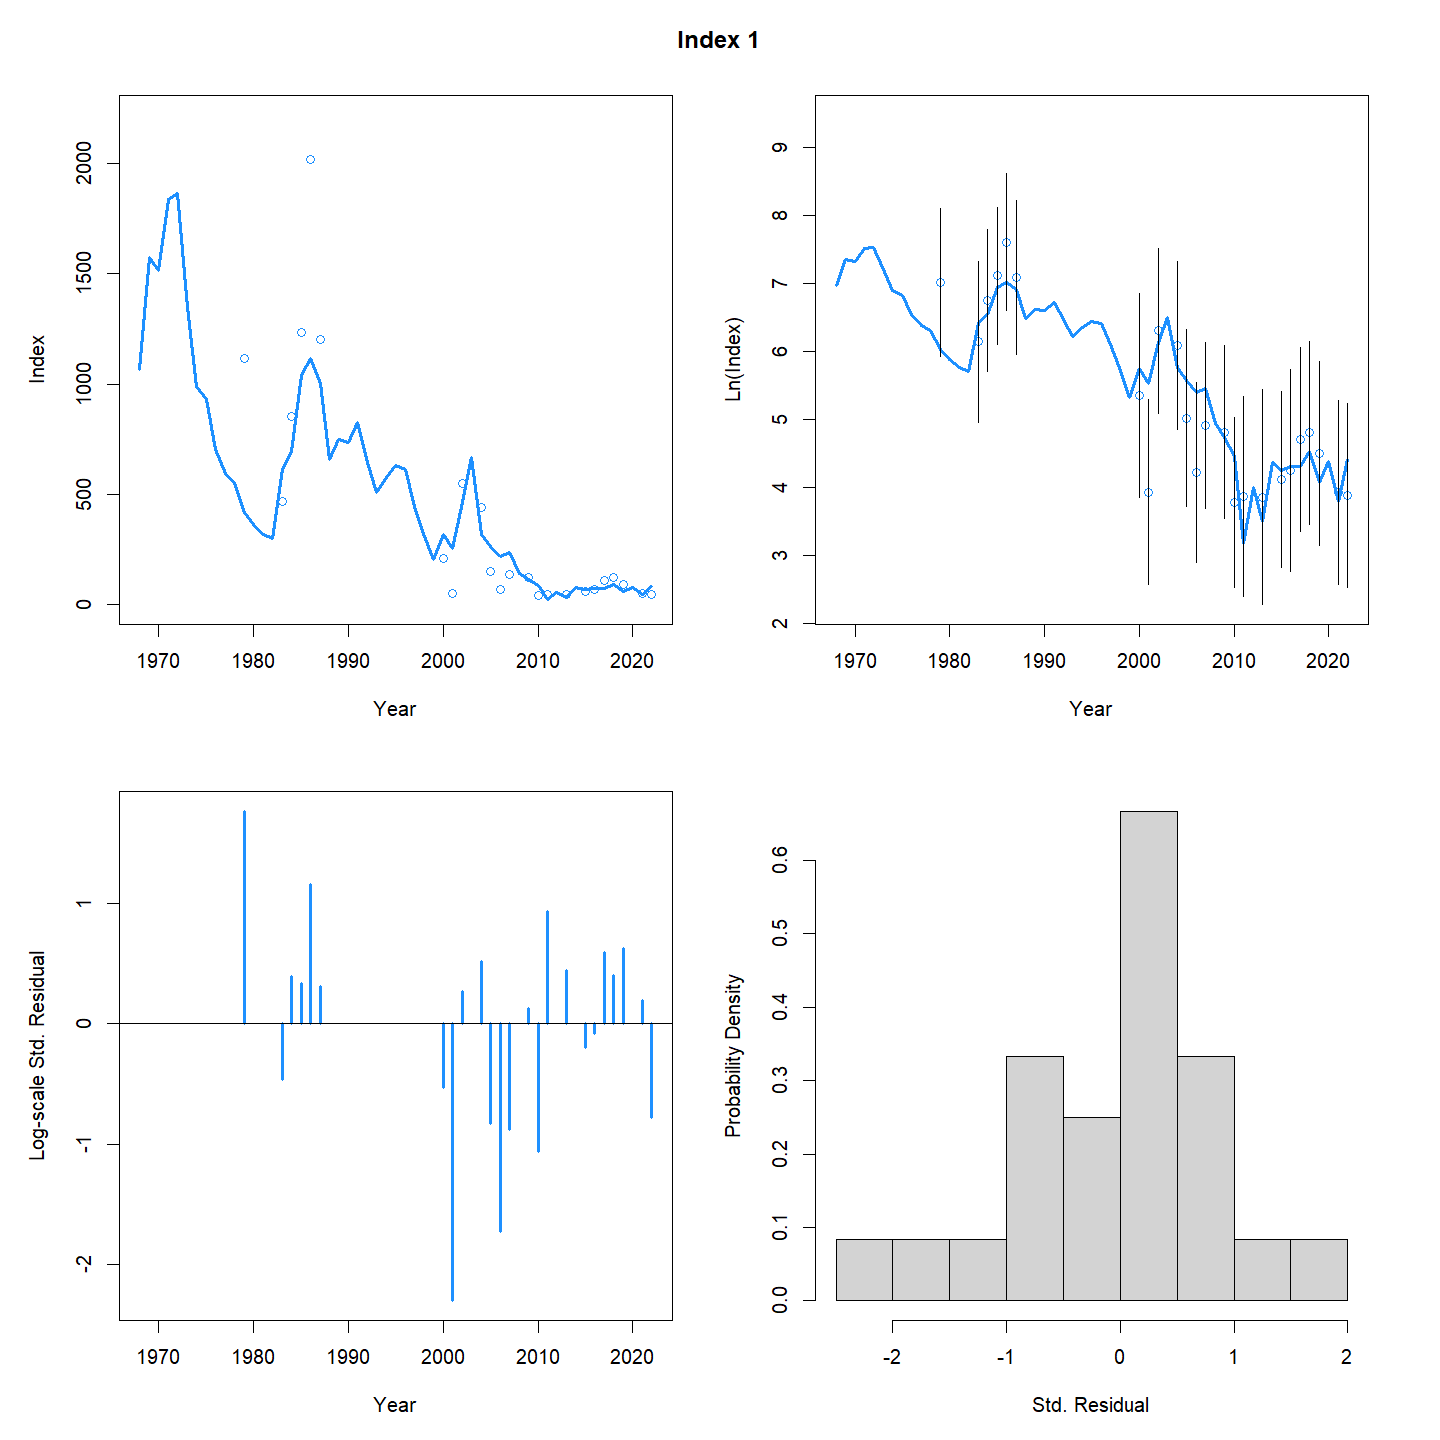 Index 1
2000
1500
1000
500
0
Index
1970 1980 1990 2000 2010 2020
Year
9
8
7
6
5
4
3
2
Ln(Index)
1970 1980 1990 2000 2010 2020
Year
1
0
-1
-2
Log-scale Std. Residual
1970 1980 1990 2000 2010 2020
Year
0.6
0.5
0.4
0.3
0.2
0.1
0.0
Probability Density
-2 -1 0 1 2
Std. Residual